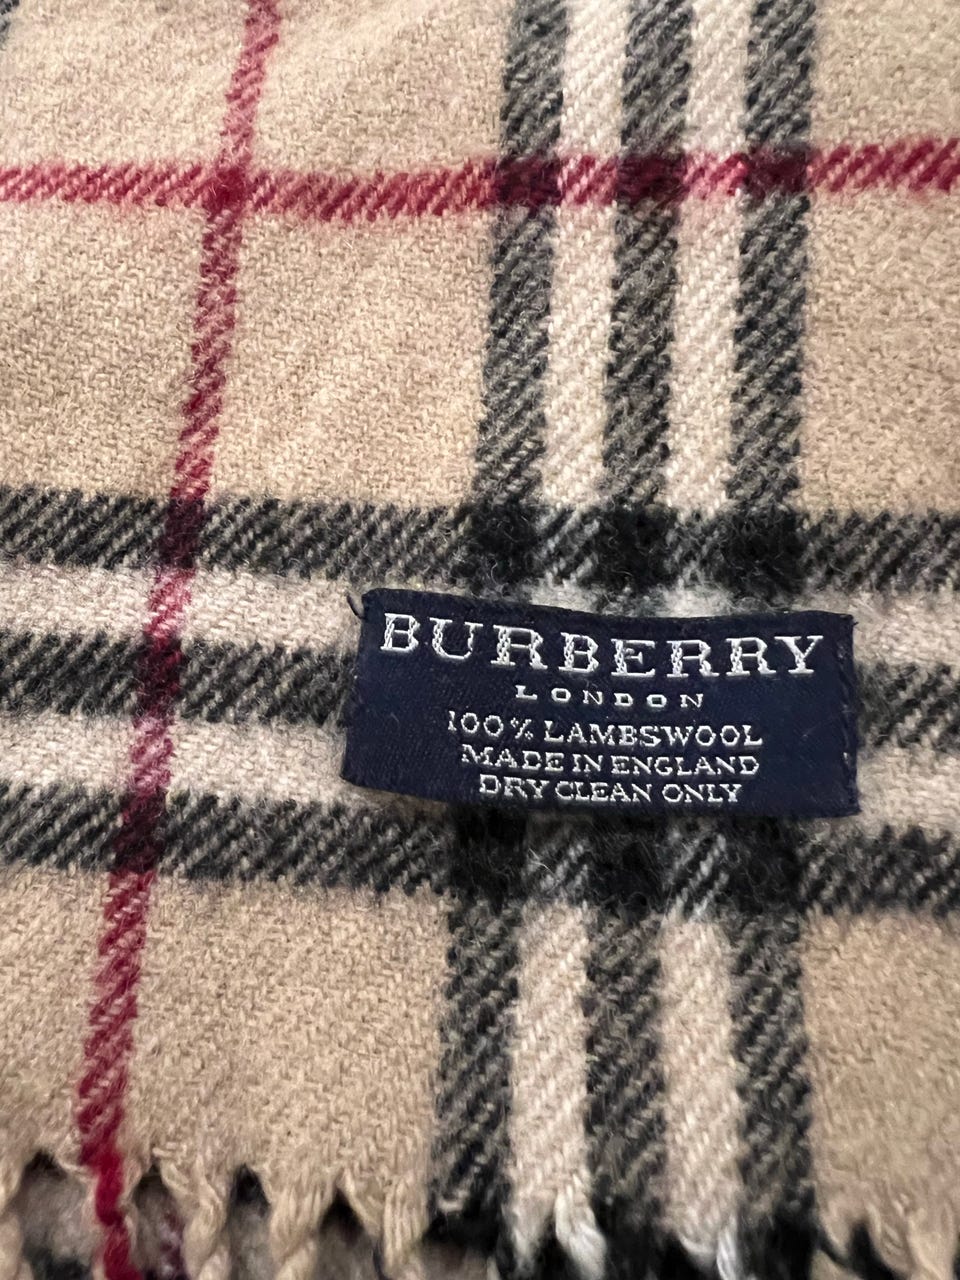 BURBERRY
LONDON
100% LAMBSWOOL
MADE IN ENGLAND
DRY CLEAN ONLY